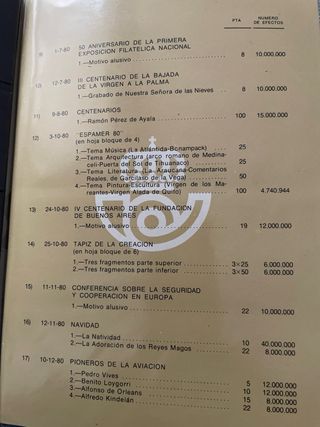 PTA NUMERO DE EFECTOS
9) 1-7-80 50 ANIVERSARIO DE LA PRIMERA
EXPOSICION FILATELICA NACIONAL
1.—Motivo alusivo 8 10.000.000
10) 12-7-80 III CENTENARIO DE LA BAJADA
DE LA VIRGEN A LA PALMA
1.—Grabado de Nuestra Señora de las Nieves 8 10.000.000
11) 9-8-80 CENTENARIOS
1.—Ramón Pérez de Ayala 100 15.000.000
12) 3-10-80 "ESPAMER 80"
(en hoja bloque de 4)
1.—Tema Música (La Atlántida-Bonampack) 25
2.—Tema Arquitectura (arco romano de Medina-
celi-Puerta del Sol de Tihuanaco) 25
3.—Tema Literatura (La Araucana-Comentarios
Reales, de Garcilaso de la Vega) 50
4.—Tema Pintura-Escultura (Virgen de los Ma-
reantes-Virgen Alada de Quito) 100 4.740.944
13) 24-10-80 IV CENTENARIO DE LA FUNDACION
DE BUENOS AIRES
1.—Motivo alusivo 19 12.000.000
14) 25-10-80 TAPIZ DE LA CREACION
(en hoja bloque de 6)
1.—Tres fragmentos parte superior 3×25 6.000.000
2.—Tres fragmentos parte inferior 3×50 6.000.000
15) 11-11-80 CONFERENCIA SOBRE LA SEGURIDAD
Y COOPERACION EN EUROPA
1.—Motivo alusivo 22 10.000.000
16) 12-11-80 NAVIDAD
1.—La Natividad 10 40.000.000
2.—La Adoración de los Reyes Magos 22 8.000.000
17) 10-12-80 PIONEROS DE LA AVIACION
1.—Pedro Vives 5 12.000.000
2.—Benito Loygorri 10 12.000.000
3.—Alfonso de Orleans 15 8.000.000
4.—Alfredo Kindelán 22 8.000.000